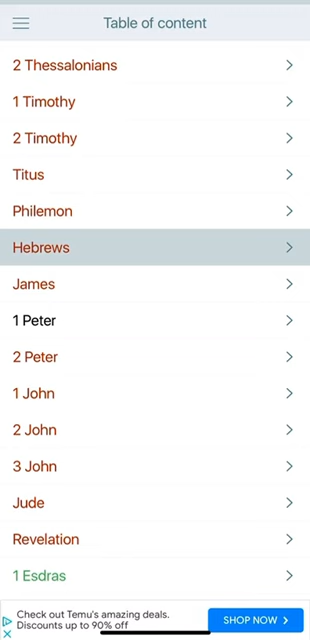 Table of content
2 Thessalonians
1 Timothy
2 Timothy
Titus
Philemon
Hebrews
James
1 Peter
2 Peter
1 John
2 John
3 John
Jude
Revelation
1 Esdras
Check out Temu's amazing deals.
Discounts up to 90% off
SHOP NOW